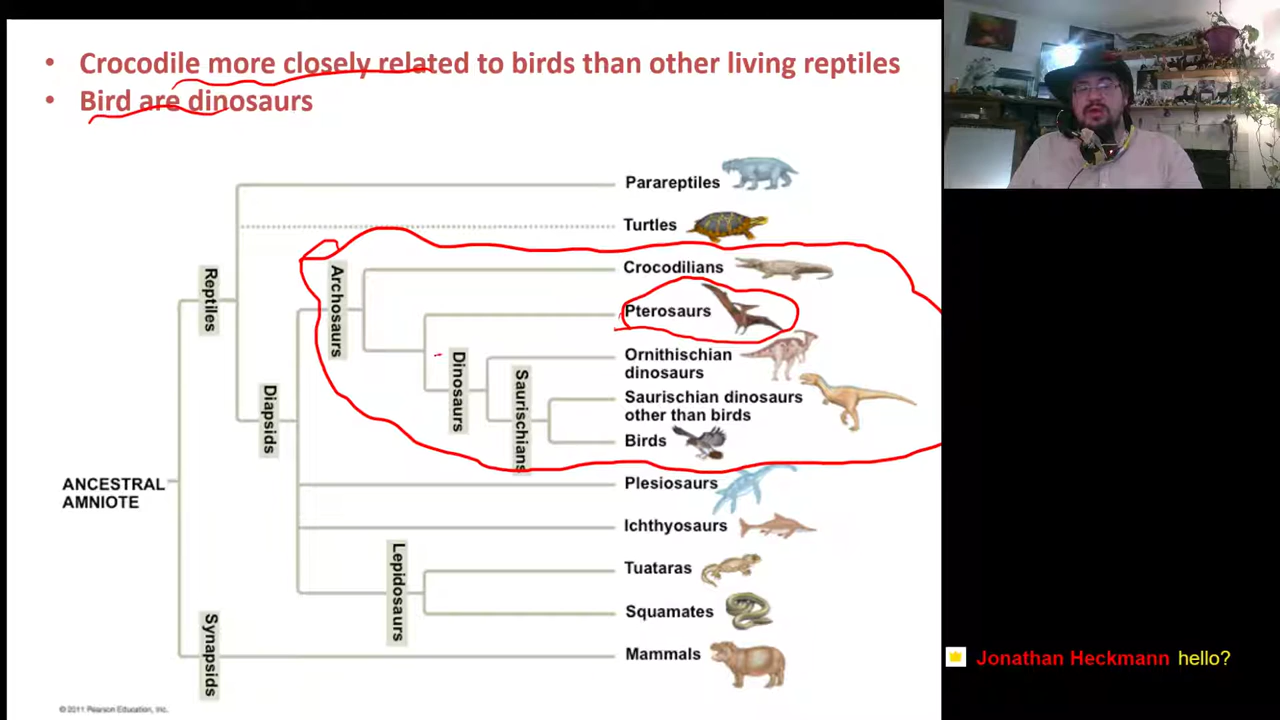 • Crocodile more closely related to birds than other living reptiles
• Bird are dinosaurs
Parareptiles
Turtles
Crocodilians
Pterosaurs
Ornithischian
dinosaurs
Saurischian dinosaurs
other than birds
Birds
Plesiosaurs
Ichthyosaurs
Tuataras
Squamates
Mammals
Archosaurs
Dinosaurs
Saurischians
Reptiles
Diapsids
Lepidosaurs
Synapsids
ANCESTRAL
AMNIOTE
© 2011 Pearson Education, Inc.
Jonathan Heckmann hello?